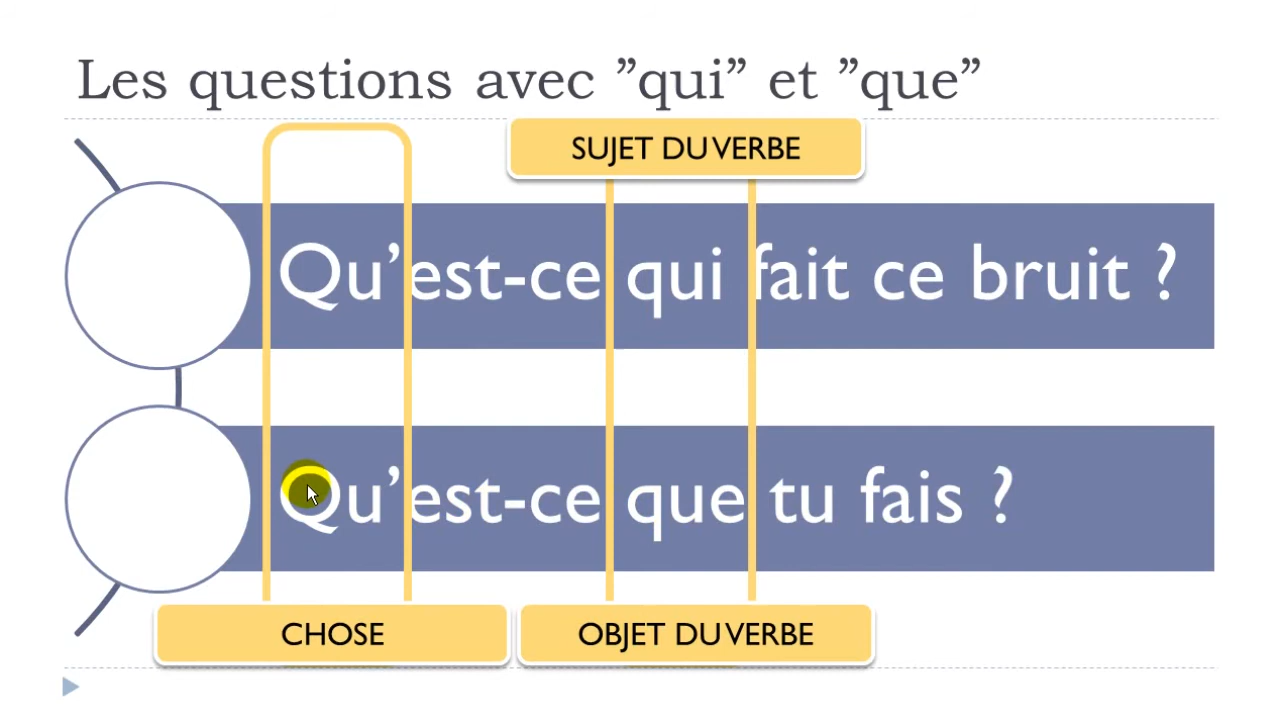 Les questions avec ”qui” et ”que”
SUJET DU VERBE
Qu’est-ce qui fait ce bruit ?
Qu’est-ce que tu fais ?
CHOSE
OBJET DU VERBE